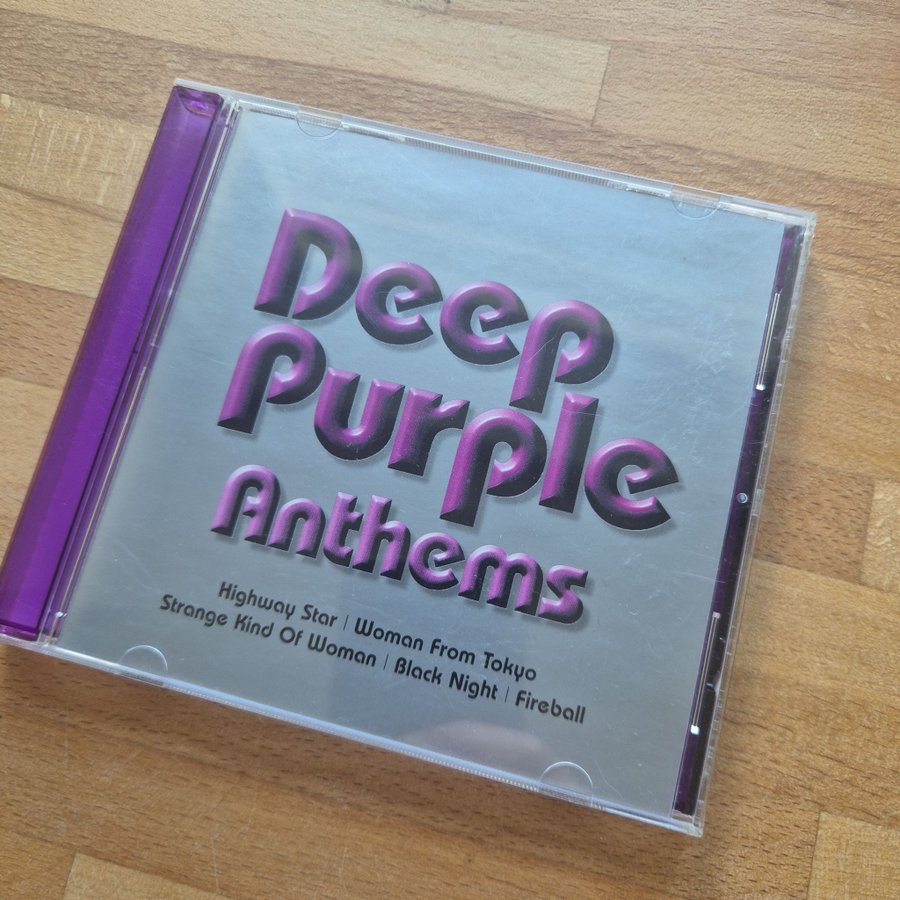 Deep
Purple
Anthems
Highway Star | Woman From Tokyo
Strange Kind Of Woman | Black Night | Fireball